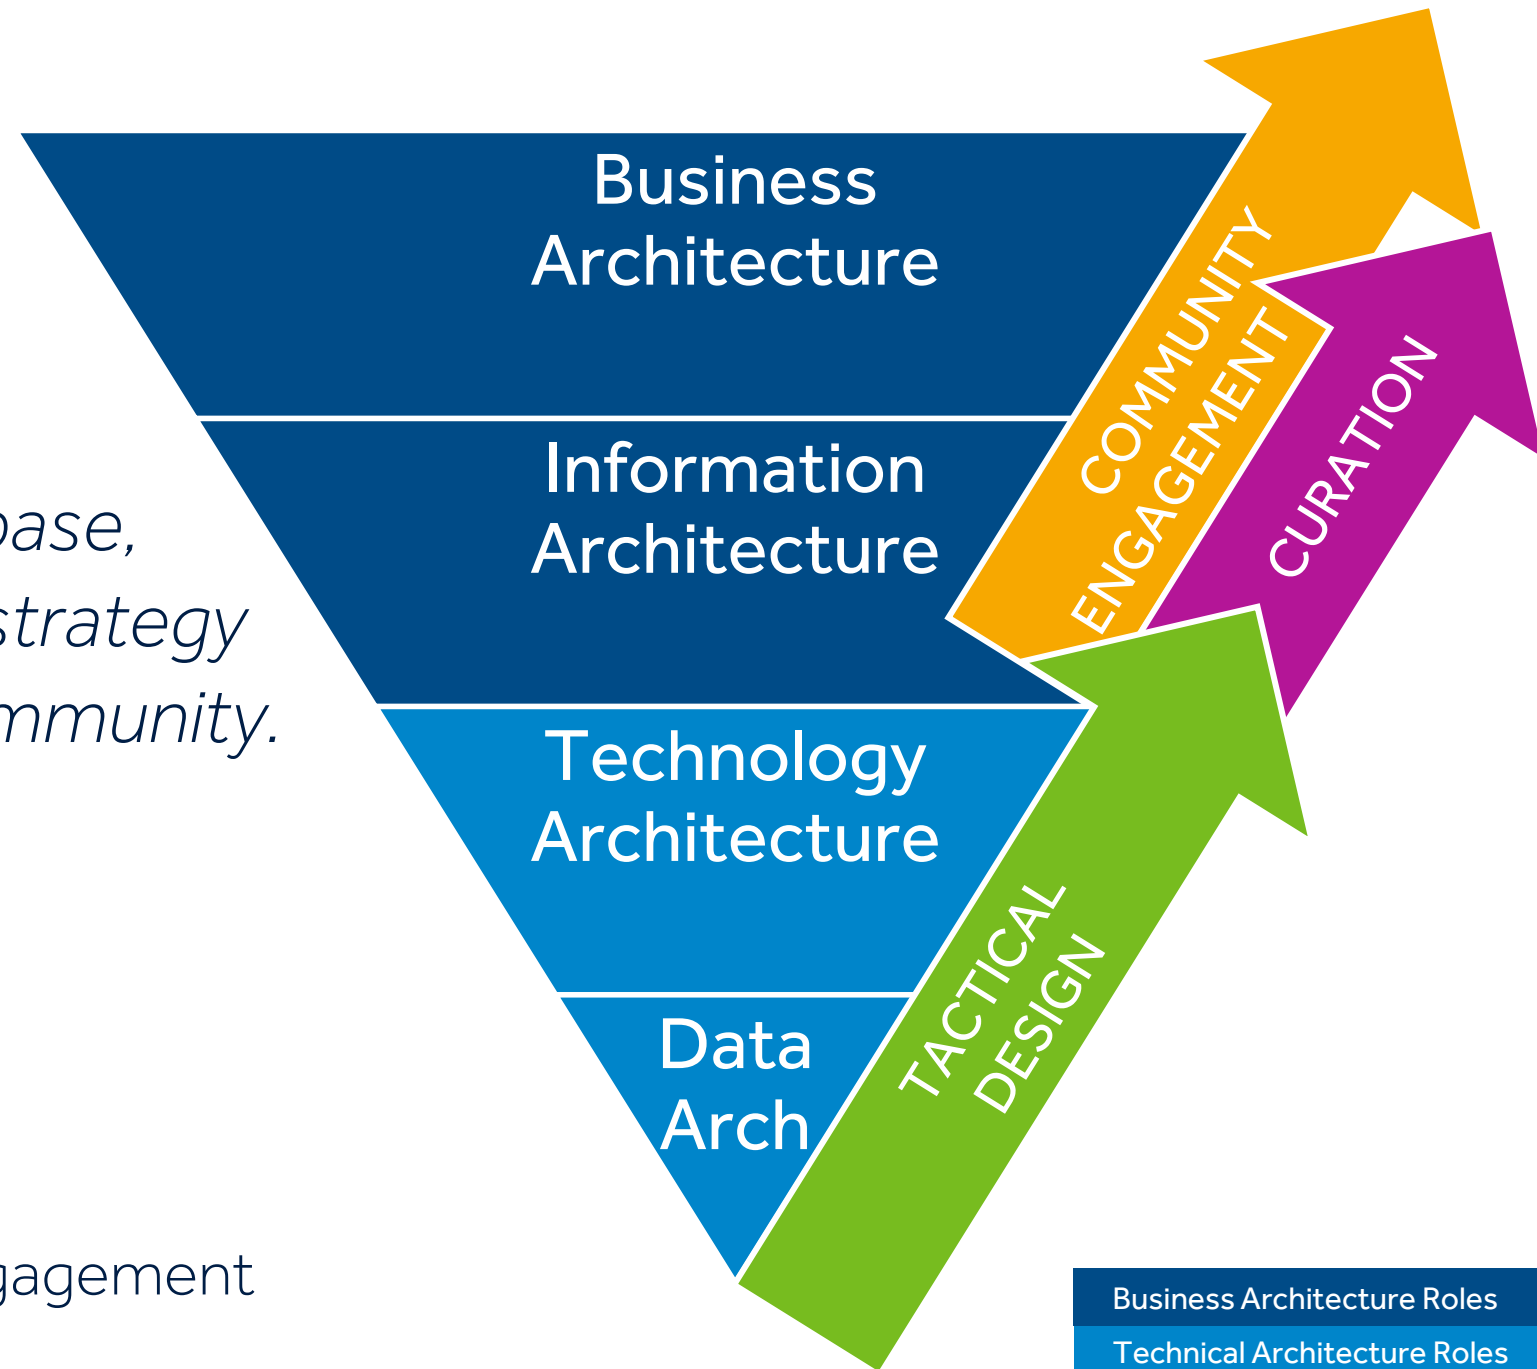 Business
Architecture
Information
Architecture
Technology
Architecture
Data
Arch
COMMUNITY
ENGAGEMENT
CURATION
TACTICAL
DESIGN
strategy
Business Architecture Roles
Technical Architecture Roles